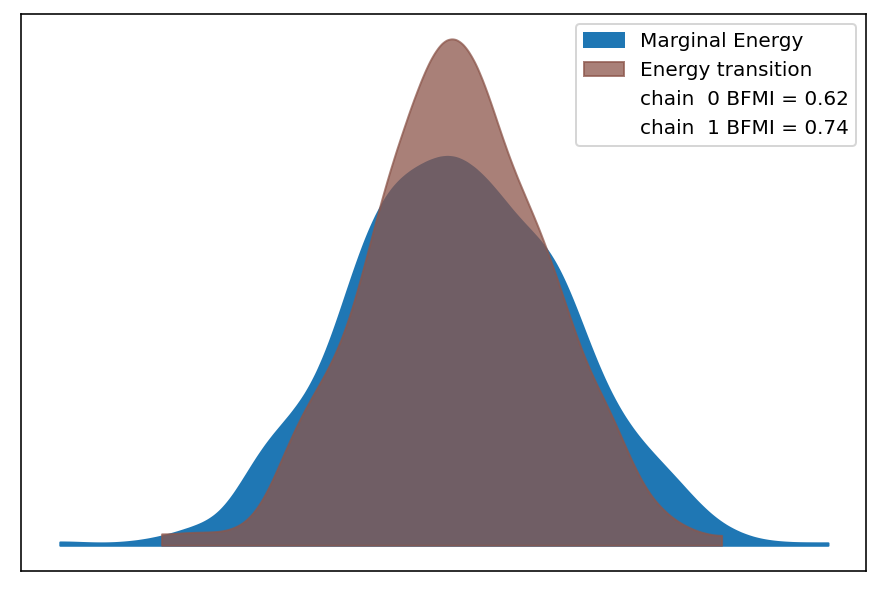 Marginal Energy
Energy transition
chain  0 BFMI = 0.62
chain  1 BFMI = 0.74